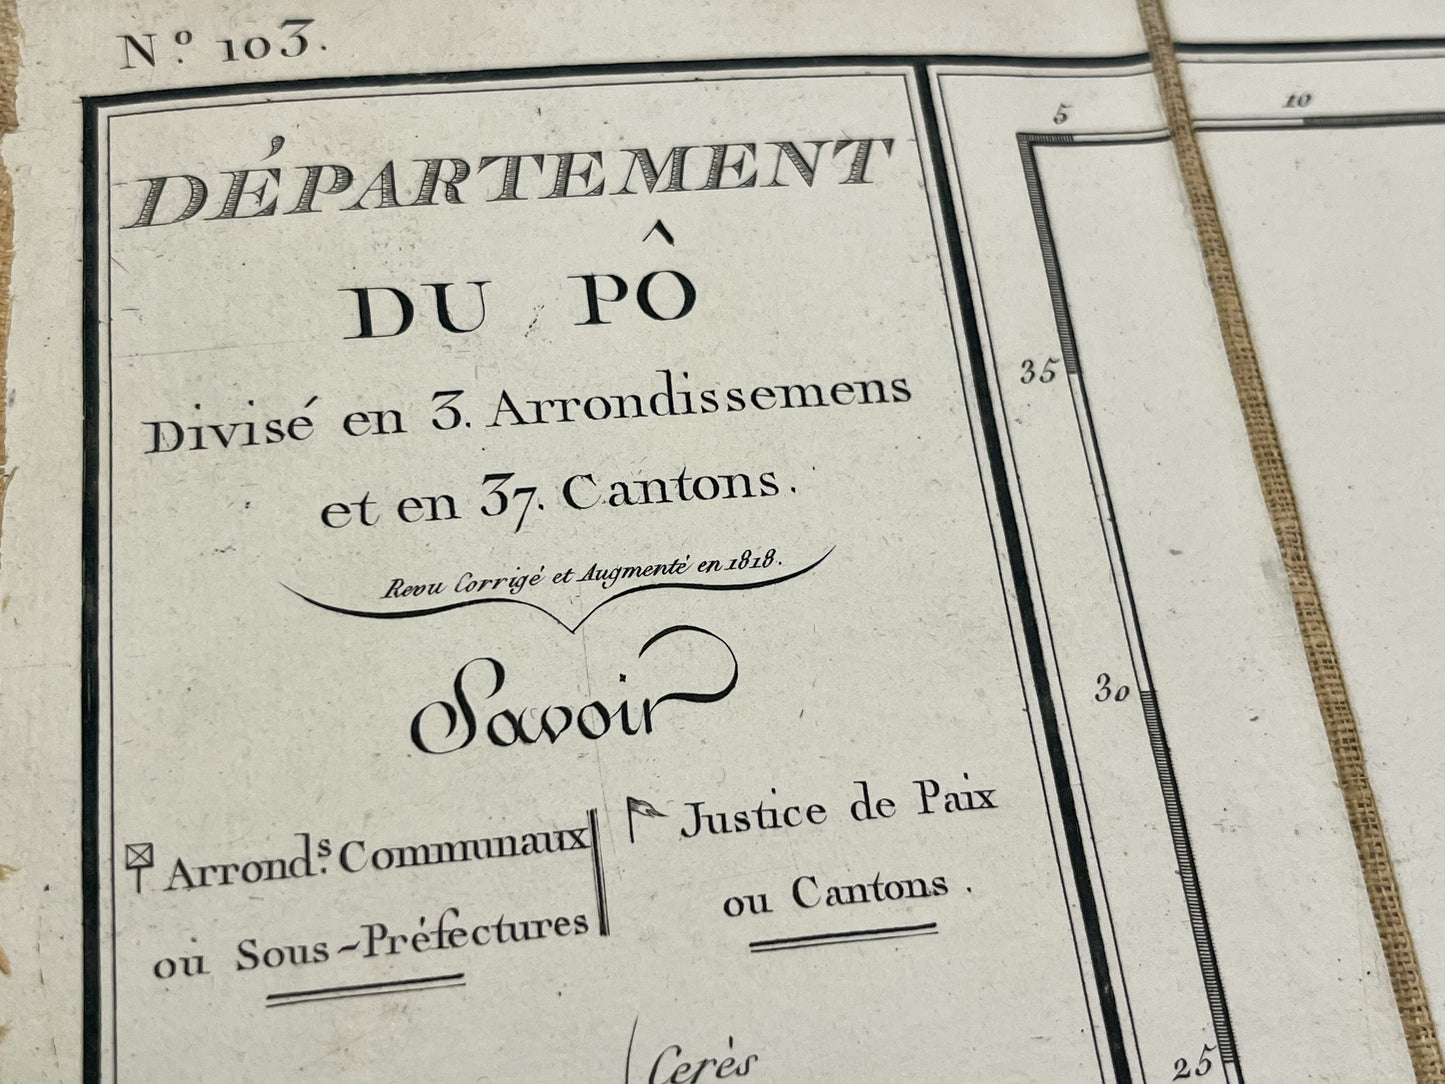 N.º 103.
DÉPARTEMENT
DU PÔ
Divisé en 3. Arrondissemens
et en 37. Cantons.
Revu Corrigé et Augmenté en 1818.
Savoir
Arrond.s Communaux
ou Sous-Préfectures
Justice de Paix
ou Cantons.
Cerès
5
10
35
30
25